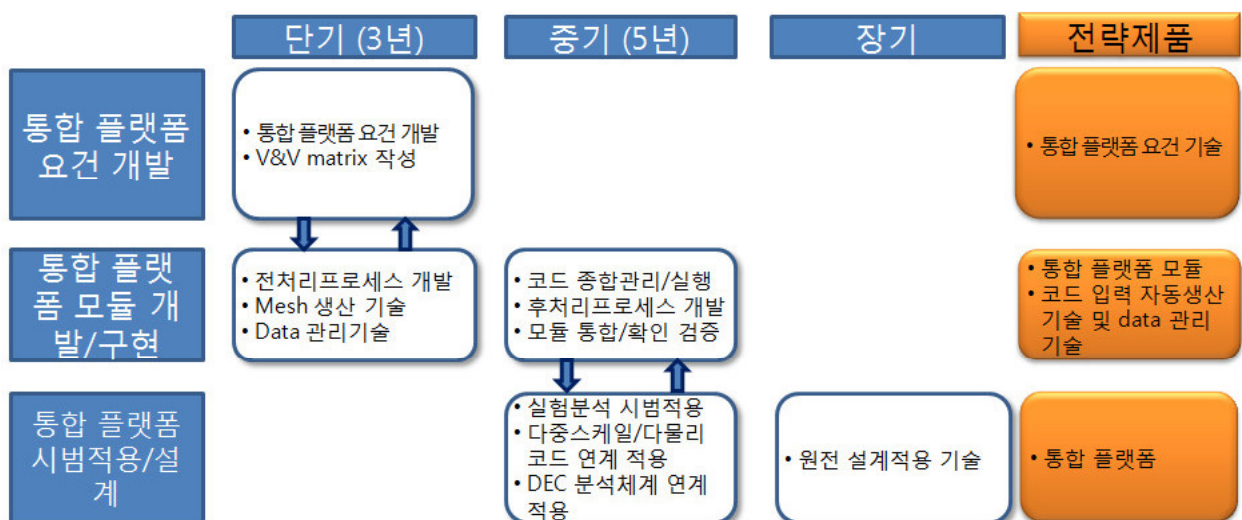 단기 (3년)
중기 (5년)
장기
전략제품
통합 플랫폼
요건 개발
• 통합 플랫폼 요건 개발
• V&V matrix 작성
• 통합 플랫폼 요건 기술
통합 플랫
폼 모듈 개
발/구현
• 전처리프로세스 개발
• Mesh 생산 기술
• Data 관리기술
• 코드 종합관리/실행
• 후처리프로세스 개발
• 모듈 통합/확인 검증
• 통합 플랫폼 모듈
• 코드 입력 자동생산
기술 및 data 관리
기술
통합 플랫폼
시범적용/설
계
• 실험분석 시범적용
• 다중스케일/다물리
코드 연계 적용
• DEC 분석체계 연계
적용
• 원전 설계적용 기술
• 통합 플랫폼